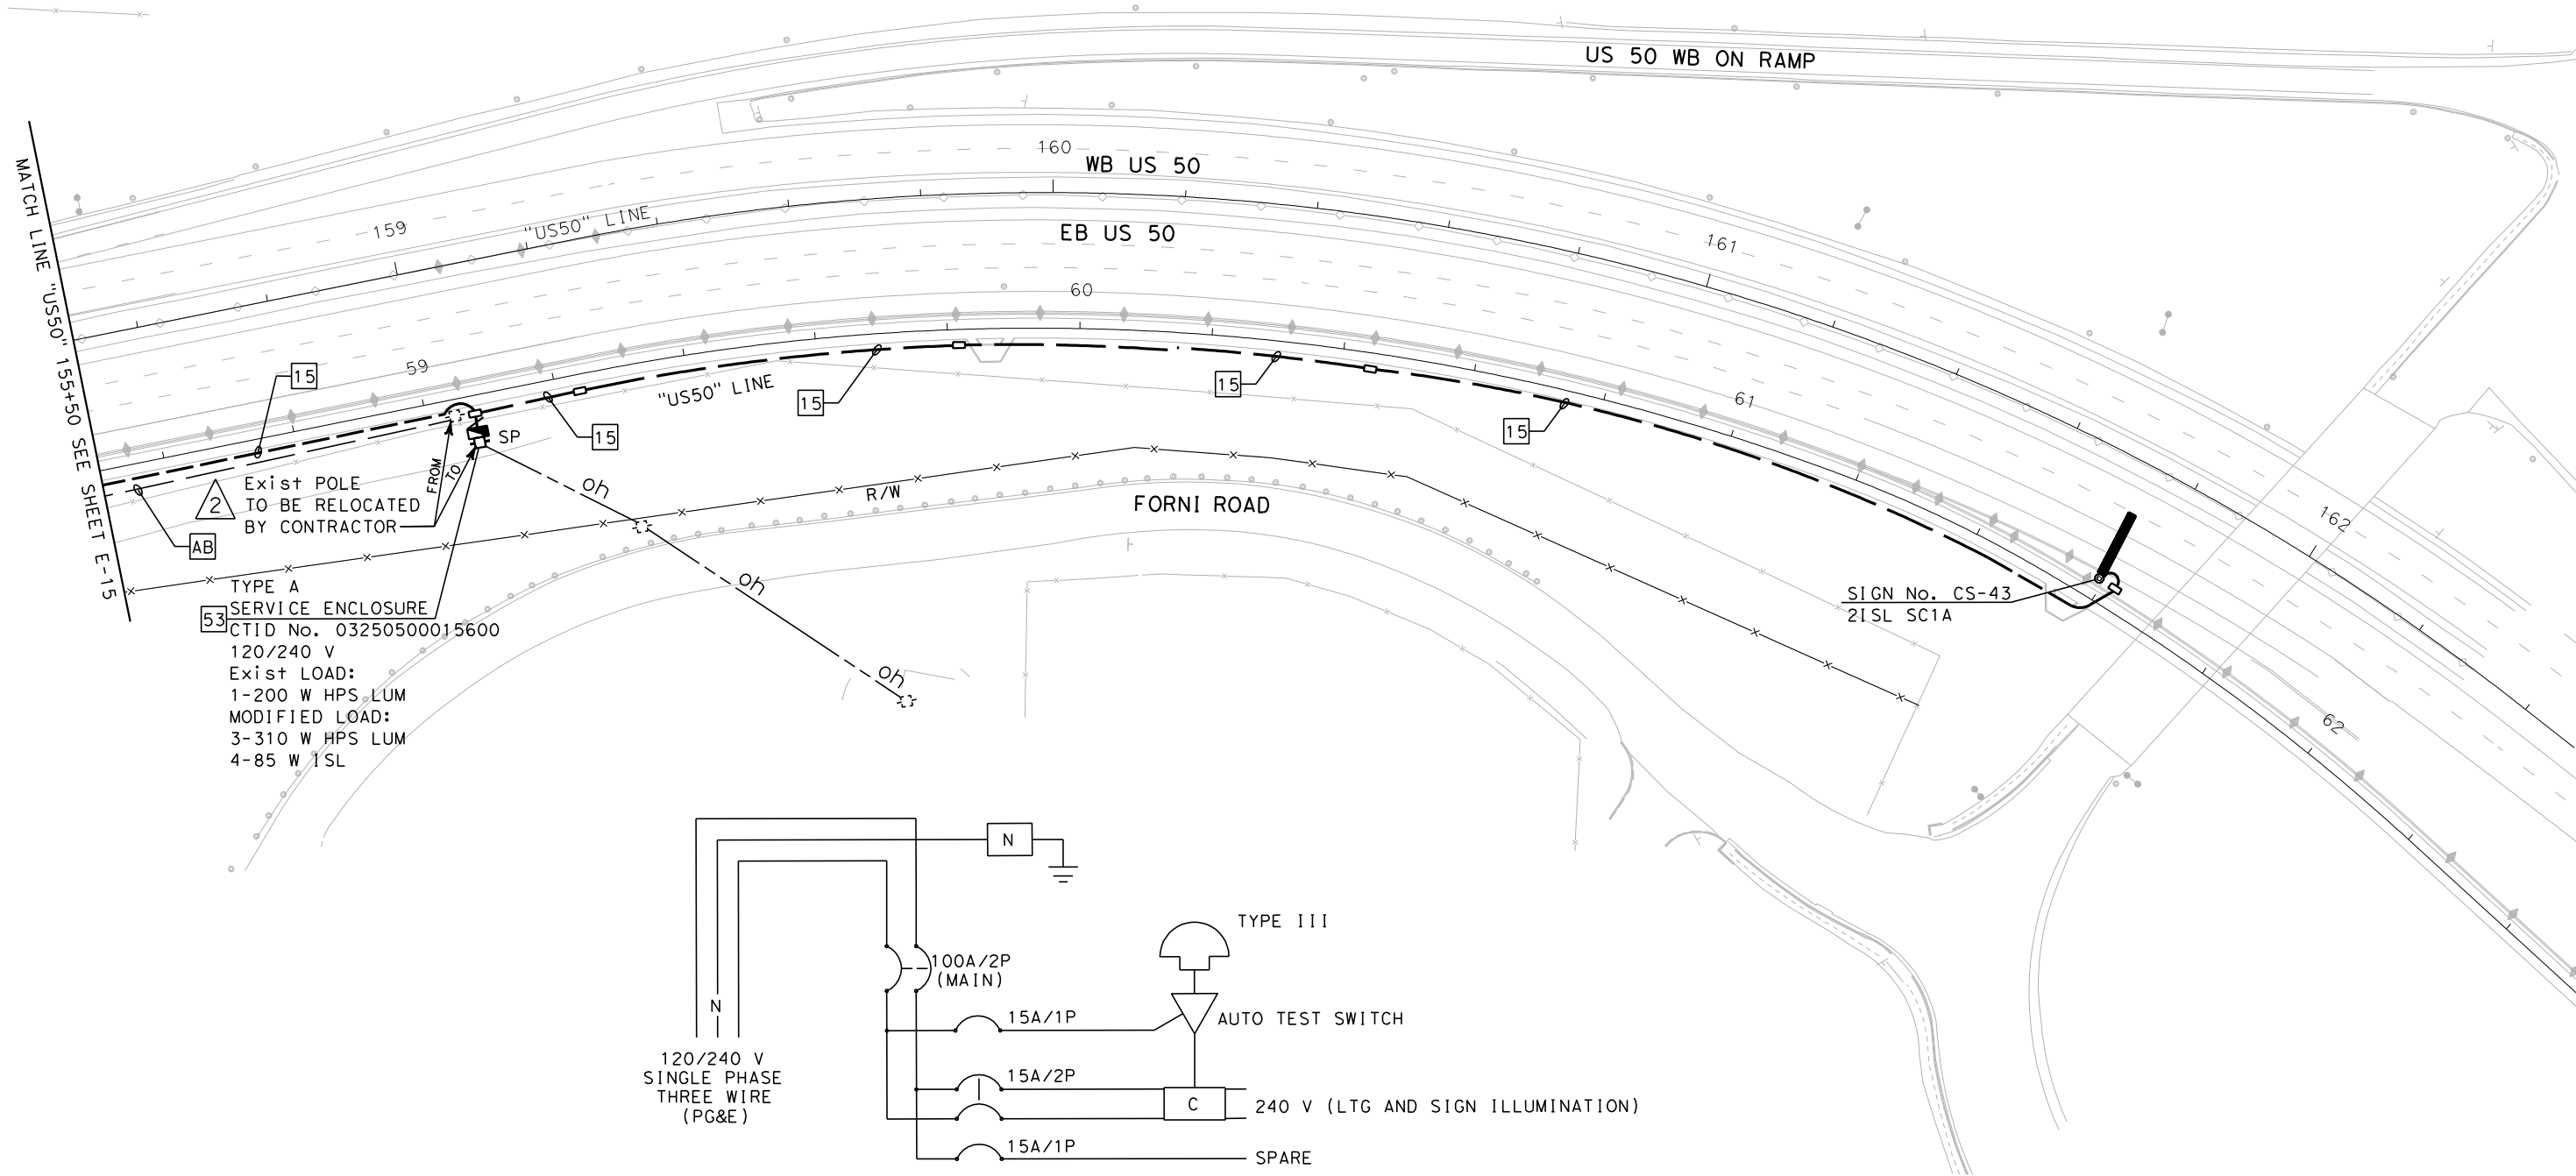 US 50 WB ON RAMP
160
WB US 50
159
"US50" LINE
EB US 50
161
MATCH LINE "US50" 155+50 SEE SHEET E-15
60
59
15
"US50" LINE
15
15
15
15
61
162
62
SP
FROM
TO
2
Exist POLE
TO BE RELOCATED
BY CONTRACTOR
AB
oh
oh
oh
R/W
FORNI ROAD
53
TYPE A
SERVICE ENCLOSURE
CTID No. 03250500015600
120/240 V
Exist LOAD:
1-200 W HPS LUM
MODIFIED LOAD:
3-310 W HPS LUM
4-85 W ISL
SIGN No. CS-43
2ISL SC1A
N
TYPE III
100A/2P
(MAIN)
N
15A/1P
AUTO TEST SWITCH
120/240 V
SINGLE PHASE
THREE WIRE
(PG&E)
15A/2P
C
240 V (LTG AND SIGN ILLUMINATION)
15A/1P
SPARE